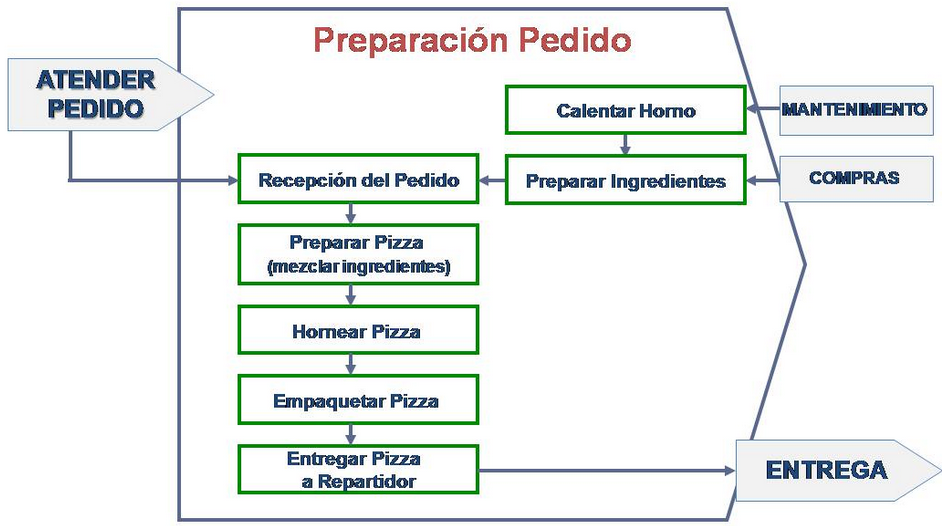 Preparación Pedido
ATENDER
PEDIDO
Calentar Horno
MANTENIMIENTO
Recepción del Pedido
Preparar Ingredientes
COMPRAS
Preparar Pizza
(mezclar ingredientes)
Hornear Pizza
Empaquetar Pizza
Entregar Pizza
a Repartidor
ENTREGA